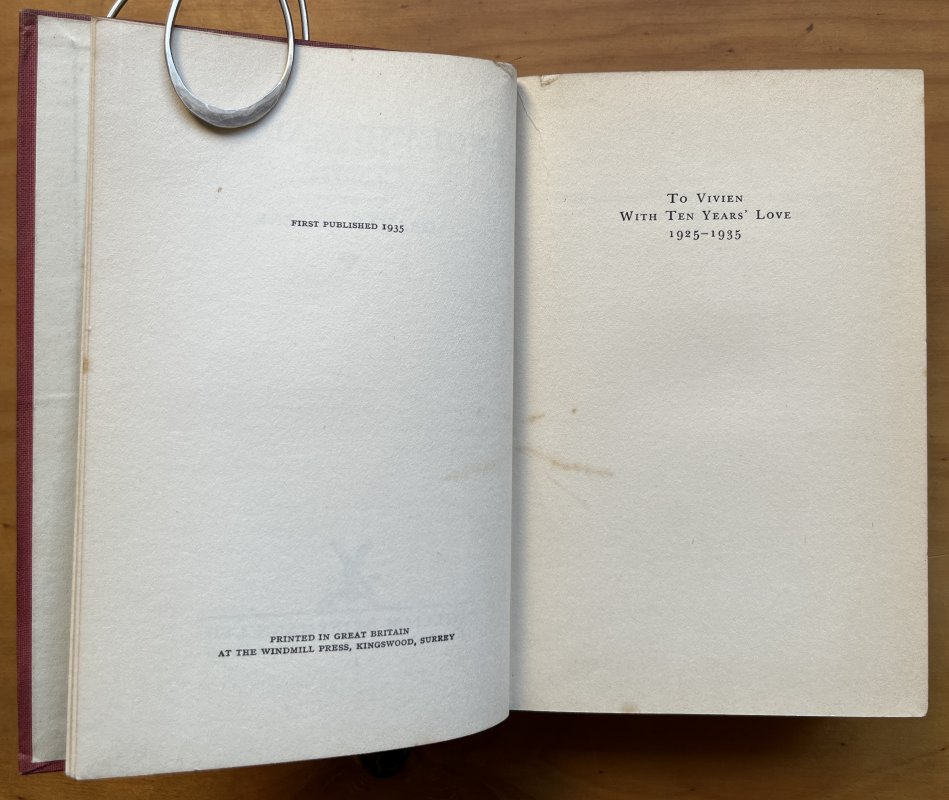 FIRST PUBLISHED 1935
PRINTED IN GREAT BRITAIN
AT THE WINDMILL PRESS, KINGSWOOD, SURREY
To Vivien
With Ten Years' Love
1925–1935